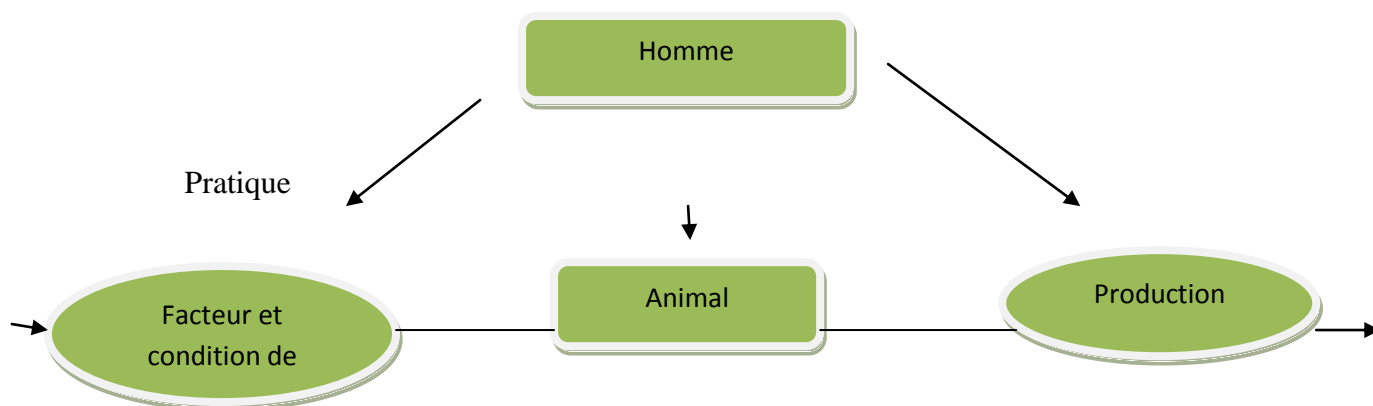 Homme
Pratique
Animal
Production
Facteur et
condition de